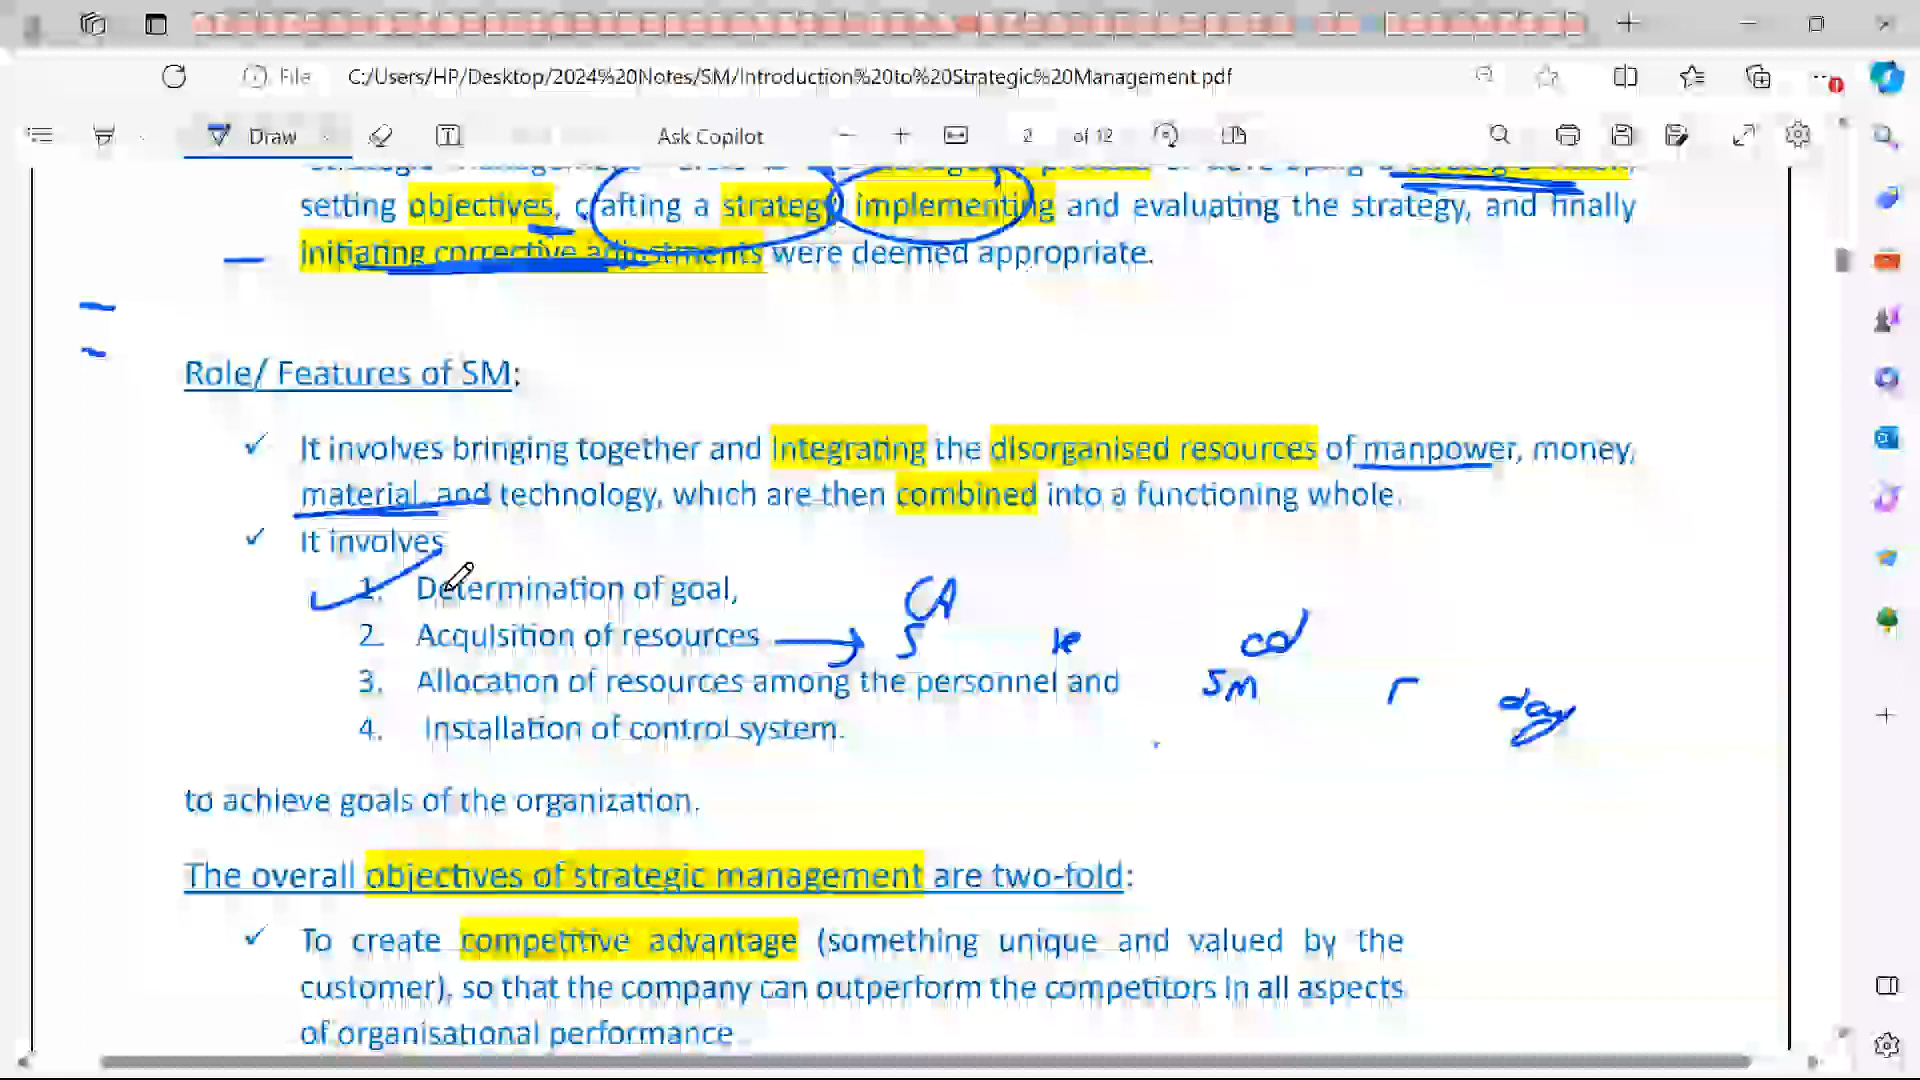 File C:/Users/HP/Desktop/2024%20Notes/SM/Introduction%20to%20Strategic%20Management.pdf
Draw Ask Copilot 2 of 12
setting objectives, crafting a strategy implementing and evaluating the strategy, and finally
initiating corrective adjustments were deemed appropriate.
Role/ Features of SM:
✓ It involves bringing together and integrating the disorganised resources of manpower, money,
material and technology, which are then combined into a functioning whole.
✓ It involves
1. Determination of goal,
CA
2. Acquisition of resources
S
col
3. Allocation of resources among the personnel and
SM
r
day
4. Installation of control system.
to achieve goals of the organization.
The overall objectives of strategic management are two-fold:
✓ To create competitive advantage (something unique and valued by the
customer), so that the company can outperform the competitors in all aspects
of organisational performance